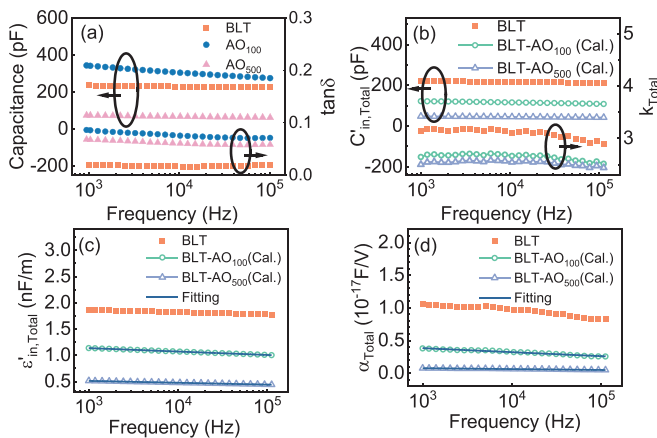 (a)
BLT
AO100
AO500
Capacitance (pF)
600
400
200
0
-200
tanδ
0.3
0.2
0.1
0.0
10³ 10⁴ 10⁵
Frequency (Hz)
(b)
BLT
BLT-AO100 (Cal.)
BLT-AO500 (Cal.)
C'in,Total (pF)
400
200
0
-200
kTotal
5
4
3
10³ 10⁴ 10⁵
Frequency (Hz)
(c)
BLT
BLT-AO100(Cal.)
BLT-AO500(Cal.)
Fitting
ε'in,Total (nF/m)
3.0
2.5
2.0
1.5
1.0
0.5
10³ 10⁴ 10⁵
Frequency (Hz)
(d)
BLT
BLT-AO100(Cal.)
BLT-AO500(Cal.)
Fitting
αTotal (10⁻¹⁷F/V)
2.0
1.5
1.0
0.5
0.0
10³ 10⁴ 10⁵
Frequency (Hz)